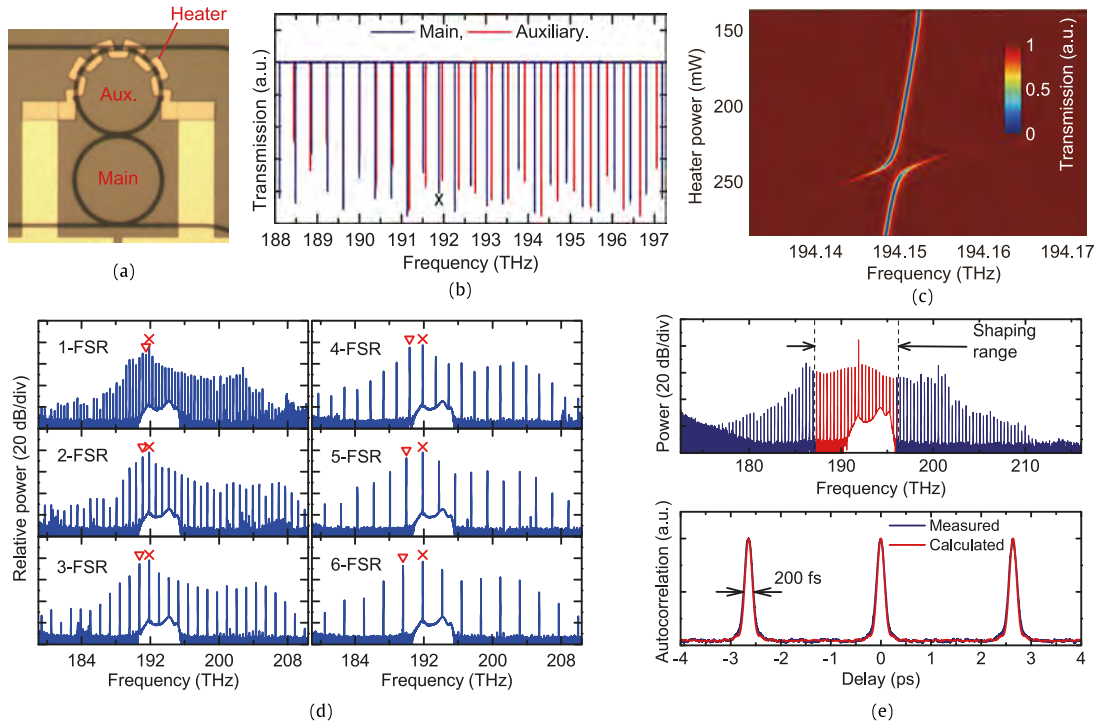 Heater
Aux.
Main
(a)
Main, Auxiliary.
Transmission (a.u.)
X
188 189 190 191 192 193 194 195 196 197
Frequency (THz)
(b)
150
200
250
Heater power (mW)
1
0.5
0
Transmission (a.u.)
194.14 194.15 194.16 194.17
Frequency (THz)
(c)
Relative power (20 dB/div)
1-FSR
2-FSR
3-FSR
4-FSR
5-FSR
6-FSR
184 192 200 208
184 192 200 208
Frequency (THz)
Frequency (THz)
(d)
Power (20 dB/div)
Shaping
range
180 190 200 210
Frequency (THz)
Autocorrelation (a.u.)
Measured
Calculated
200 fs
-4 -3 -2 -1 0 1 2 3 4
Delay (ps)
(e)